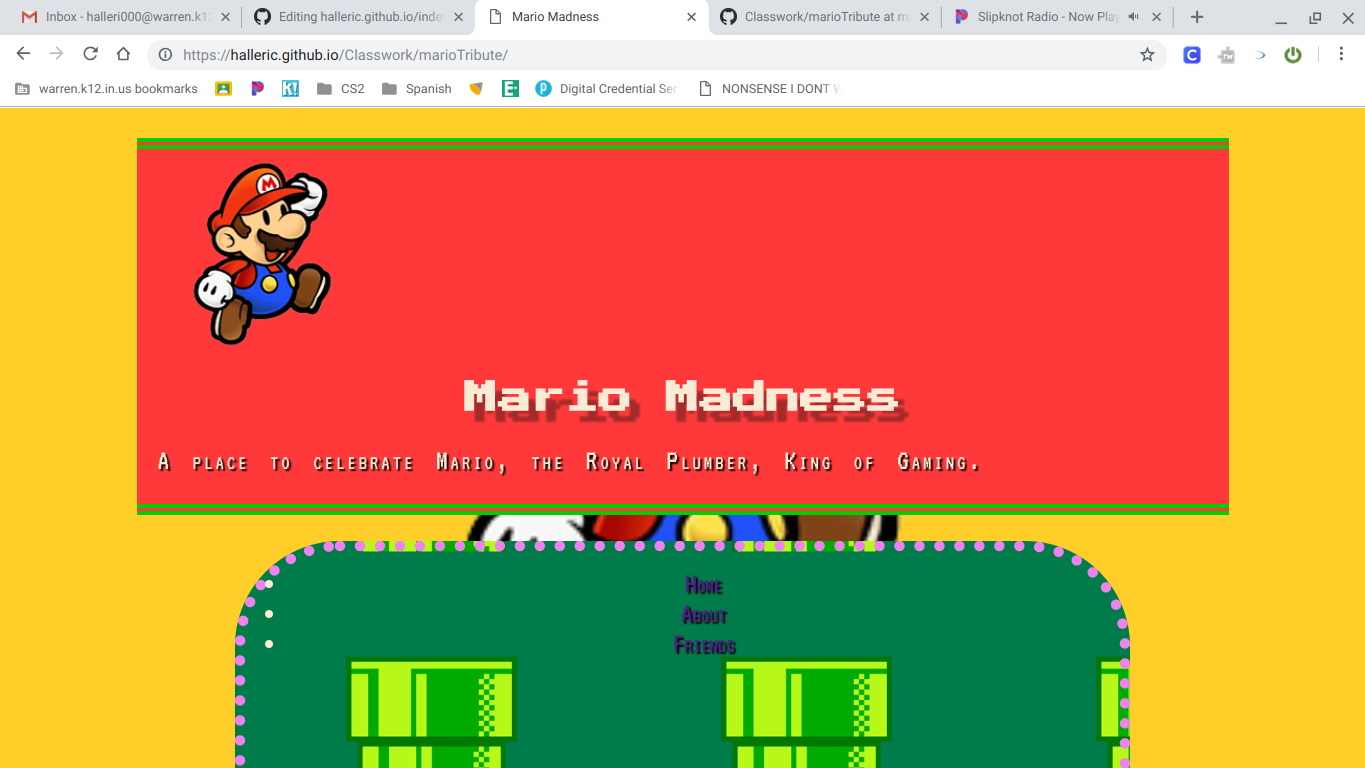 Inbox - halleri000@warren.k12
Editing halleric.github.io/inde
Mario Madness
Classwork/marioTribute at m
Slipknot Radio - Now Play
https://halleric.github.io/Classwork/marioTribute/
warren.k12.in.us bookmarks
K!
CS2
Spanish
E
Digital Credential Ser
NONSENSE I DONT
C
rw
M
Mario Madness
A place to celebrate Mario, the Royal Plumber, King of Gaming.
Home
About
Friends